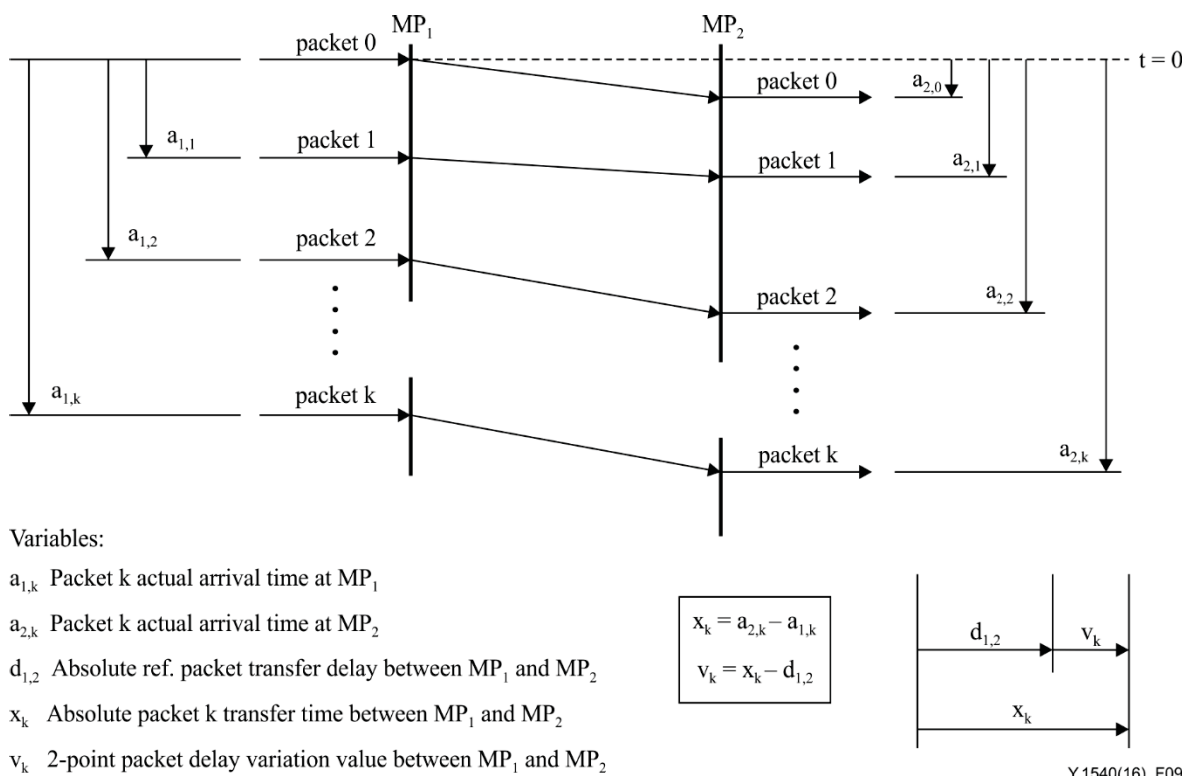 MP₁ MP₂
packet 0
t = 0
packet 0 a₂,₀
packet 1
a₁,₁
packet 1
a₂,₁
packet 2
a₁,₂
packet 2
a₂,₂
packet k
a₁,ₖ
packet k
a₂,ₖ
Variables:
a₁,ₖ Packet k actual arrival time at MP₁
a₂,ₖ Packet k actual arrival time at MP₂
d₁,₂ Absolute ref. packet transfer delay between MP₁ and MP₂
xₖ Absolute packet k transfer time between MP₁ and MP₂
vₖ 2-point packet delay variation value between MP₁ and MP₂
xₖ = a₂,ₖ – a₁,ₖ
vₖ = xₖ – d₁,₂
d₁,₂ vₖ
xₖ
Y.1540(16)_F09